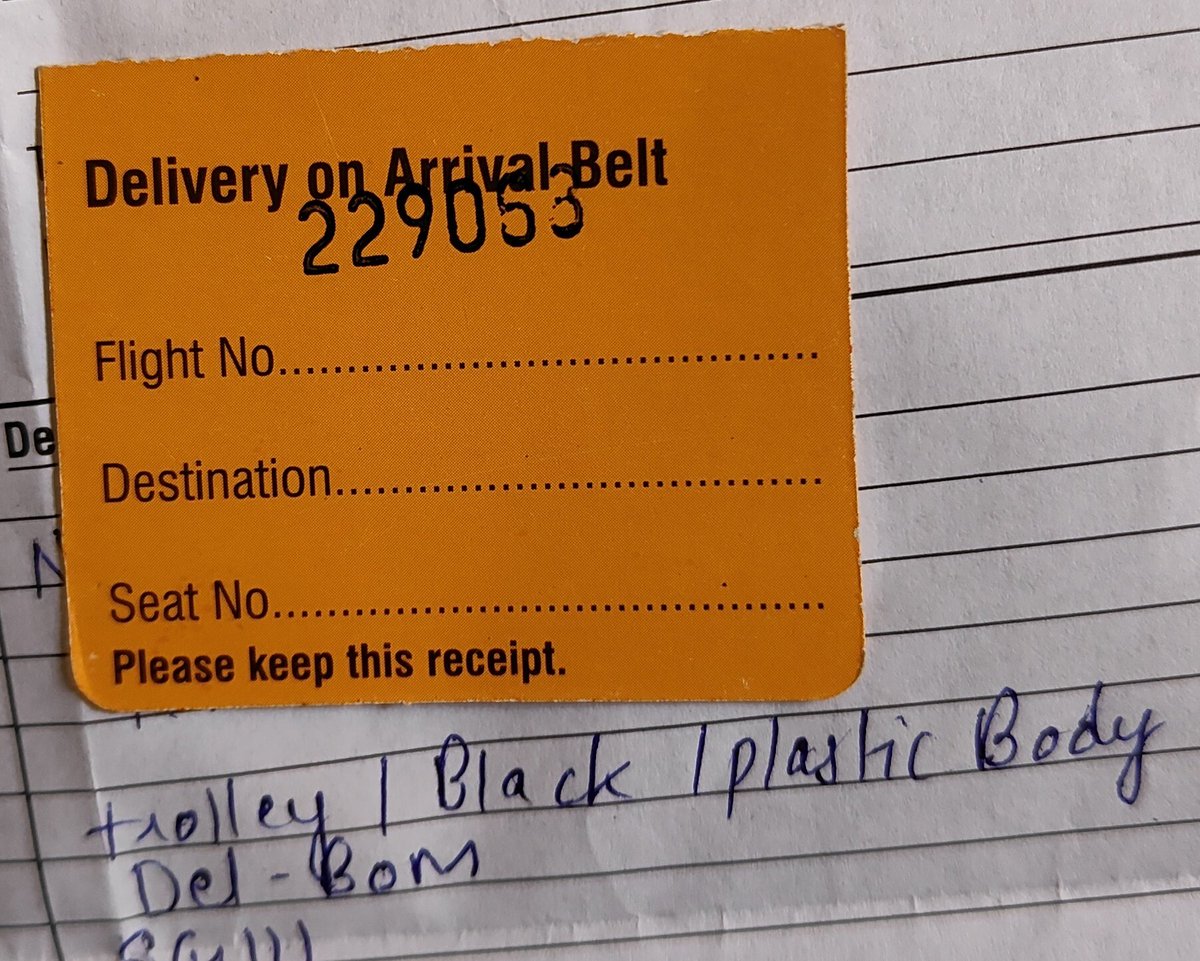 Delivery on Arrival Belt
229053
Flight No........................................
Destination...................................
Seat No........................................
Please keep this receipt.
De
trolley / Black / plastic Body
Del - Bom